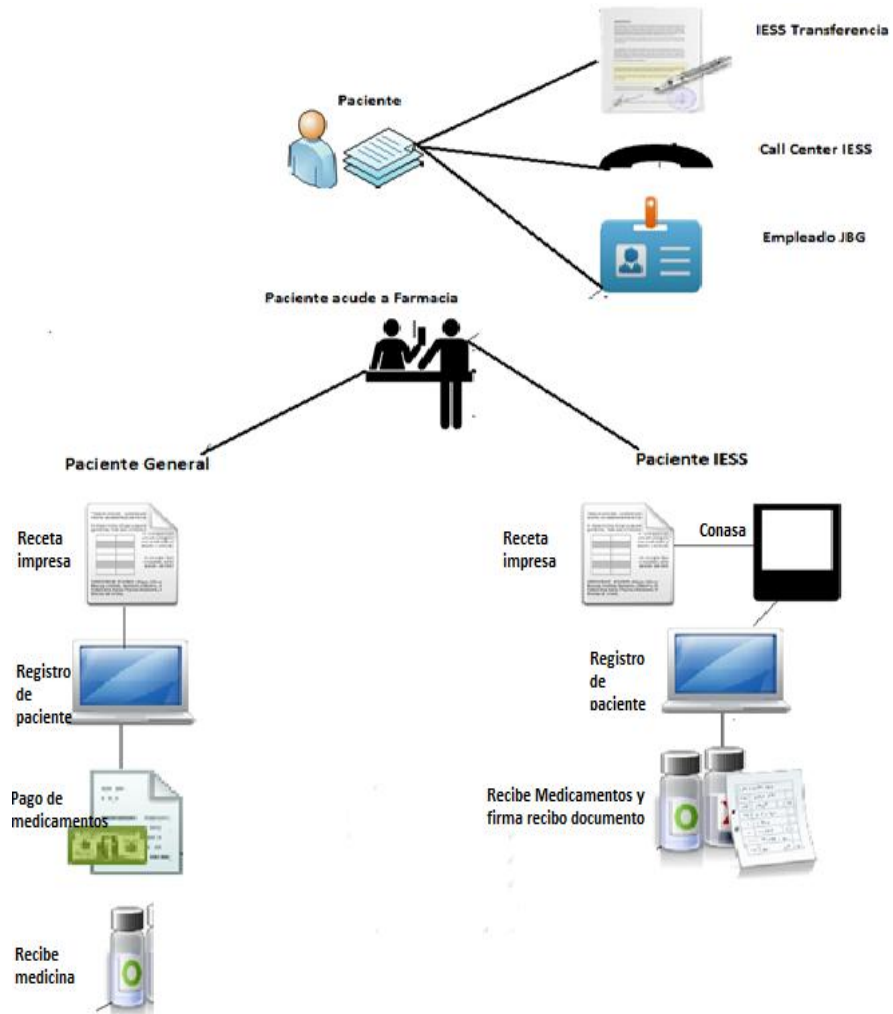 IESS Transferencia
Paciente
Call Center IESS
Empleado JBG
Paciente acude a Farmacia
Paciente General
Receta
impresa
Registro
de
paciente
Pago de
medicamentos
Recibe
medicina
Paciente IESS
Receta
impresa
Conasa
Registro
de
paciente
Recibe Medicamentos y
firma recibo documento